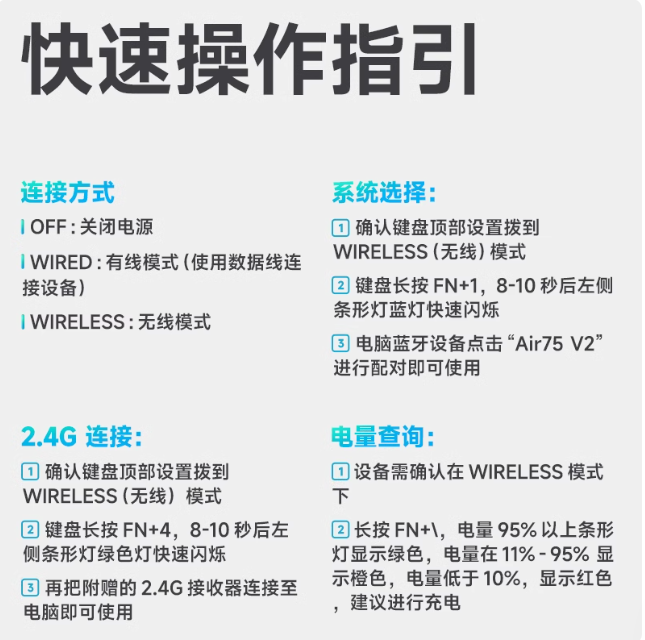 快速操作指引
连接方式
OFF：关闭电源
WIRED：有线模式（使用数据线连
接设备）
WIRELESS：无线模式
系统选择：
1 确认键盘顶部设置拨到
WIRELESS（无线）模式
2 键盘长按 FN+1，8-10 秒后左侧
条形灯蓝灯快速闪烁
3 电脑蓝牙设备点击“Air75 V2”
进行配对即可使用
2.4G 连接：
1 确认键盘顶部设置拨到
WIRELESS（无线）模式
2 键盘长按 FN+4，8-10 秒后左
侧条形灯绿色灯快速闪烁
3 再把附赠的 2.4G 接收器连接至
电脑即可使用
电量查询：
1 设备需确认在 WIRELESS 模式
下
2 长按 FN+\，电量 95% 以上条形
灯显示绿色，电量在 11% - 95% 显
示橙色，电量低于 10%，显示红色
，建议进行充电